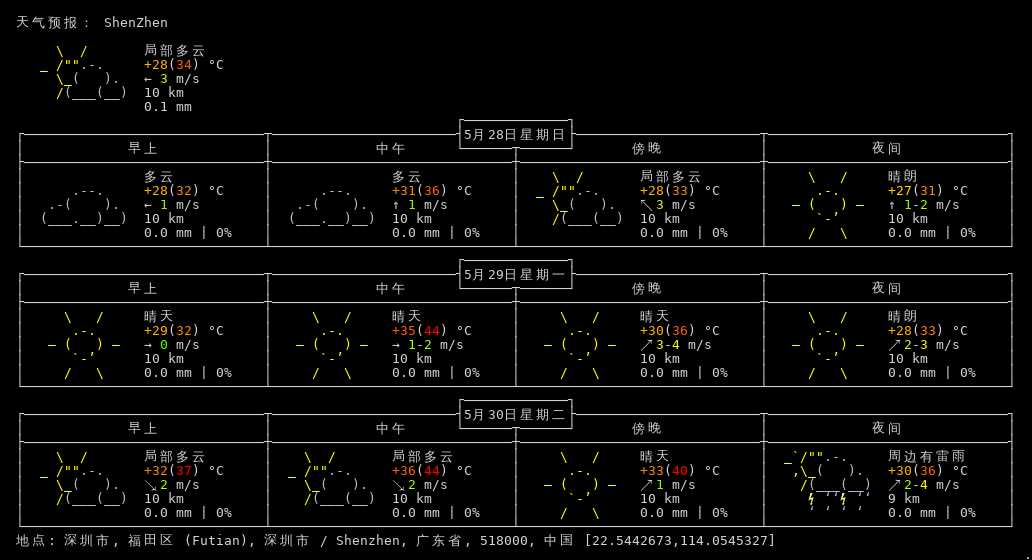 天气预报： ShenZhen
局部多云
+28(34) °C
← 3 m/s
10 km
0.1 mm
5月28日星期日
早上 中午 傍晚 夜间
多云 多云 局部多云 晴朗
+28(32) °C +31(36) °C +28(33) °C +27(31) °C
← 1 m/s ↑ 1 m/s ↖ 3 m/s ↑ 1-2 m/s
10 km 10 km 10 km 10 km
0.0 mm | 0% 0.0 mm | 0% 0.0 mm | 0% 0.0 mm | 0%
5月29日星期一
早上 中午 傍晚 夜间
晴天 晴天 晴天 晴朗
+29(32) °C +35(44) °C +30(36) °C +28(33) °C
→ 0 m/s → 1-2 m/s ↗ 3-4 m/s ↗ 2-3 m/s
10 km 10 km 10 km 10 km
0.0 mm | 0% 0.0 mm | 0% 0.0 mm | 0% 0.0 mm | 0%
5月30日星期二
早上 中午 傍晚 夜间
局部多云 局部多云 晴天 周边有雷雨
+32(37) °C +36(44) °C +33(40) °C +30(36) °C
↘ 2 m/s ↘ 2 m/s ↗ 1 m/s ↗ 2-4 m/s
10 km 10 km 10 km 9 km
0.0 mm | 0% 0.0 mm | 0% 0.0 mm | 0% 0.0 mm | 0%
地点: 深圳市, 福田区 (Futian), 深圳市 / Shenzhen, 广东省, 518000, 中国 [22.5442673,114.0545327]